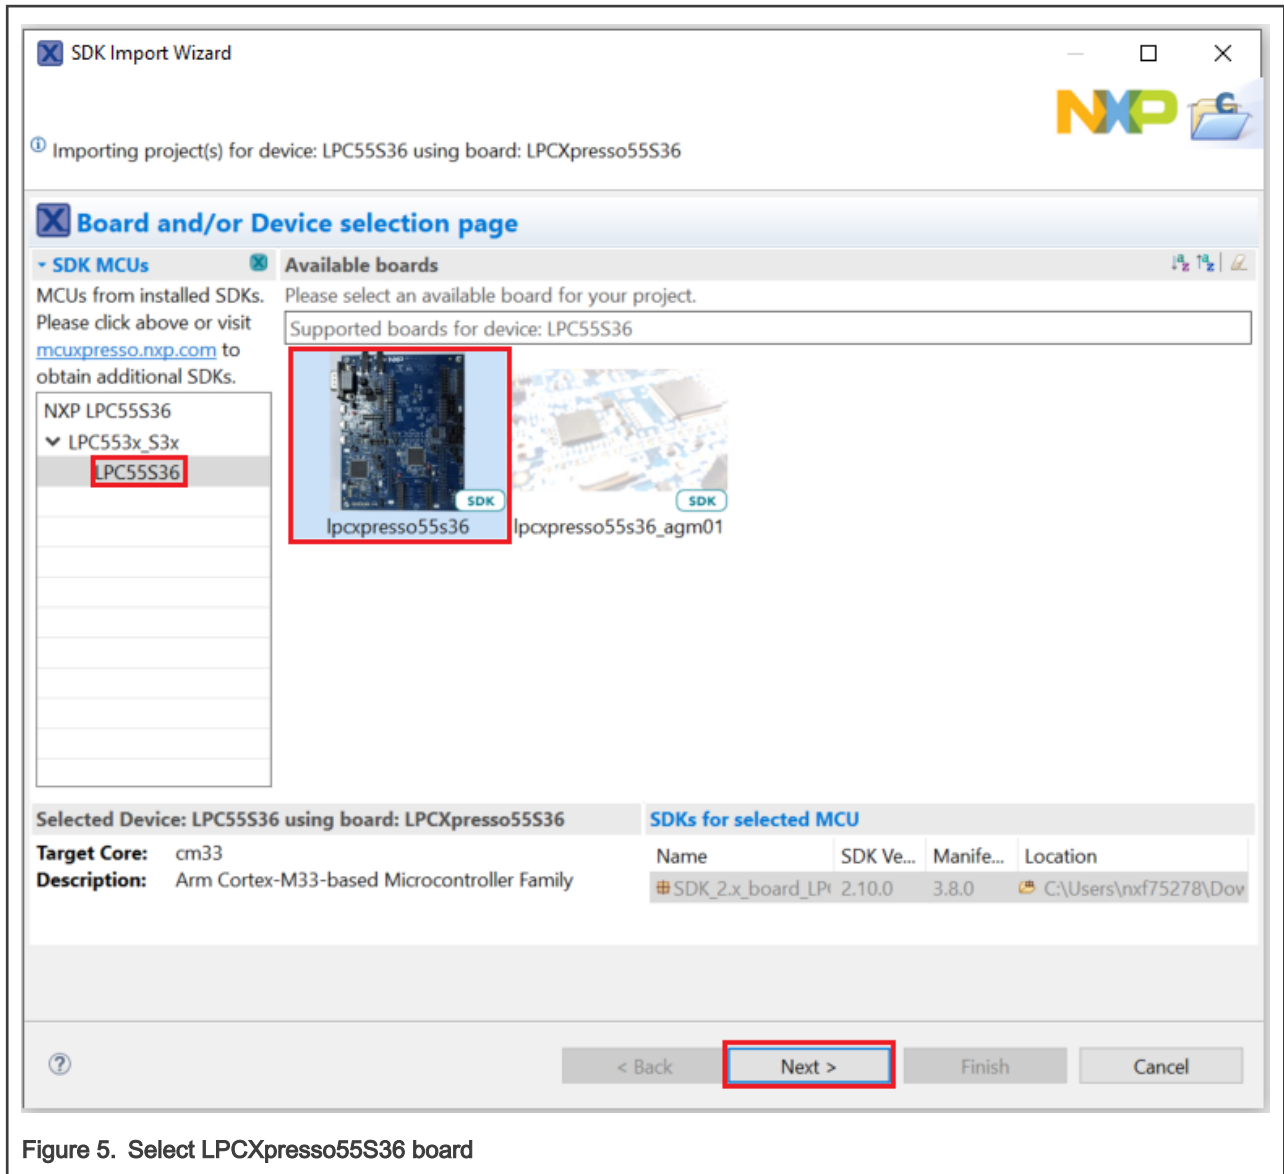 SDK Import Wizard
NXP
Importing project(s) for device: LPC55S36 using board: LPCXpresso55S36
Board and/or Device selection page
SDK MCUs
MCUs from installed SDKs.
Please click above or visit
mcuxpresso.nxp.com to
obtain additional SDKs.
NXP LPC55S36
LPC553x_S3x
LPC55S36
Available boards
Please select an available board for your project.
Supported boards for device: LPC55S36
SDK
lpcxpresso55s36
SDK
lpcxpresso55s36_agm01
Selected Device: LPC55S36 using board: LPCXpresso55S36
Target Core: cm33
Description: Arm Cortex-M33-based Microcontroller Family
SDKs for selected MCU
Name SDK Ve... Manife... Location
SDK_2.x_board_LP 2.10.0 3.8.0 C:\Users\nxf75278\Dow
< Back Next > Finish Cancel
Figure 5. Select LPCXpresso55S36 board